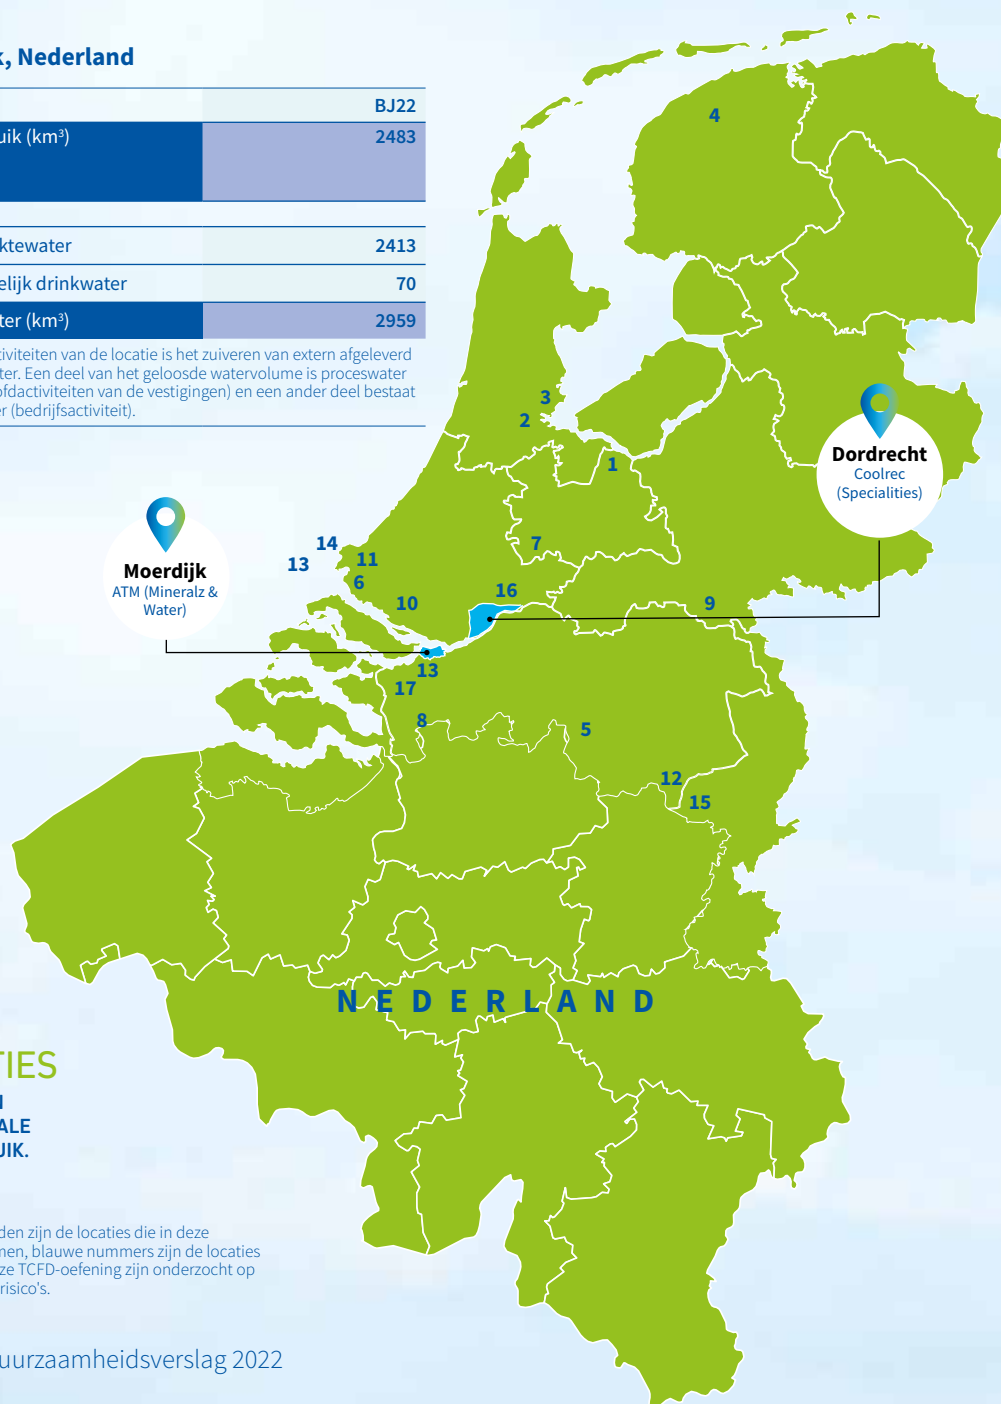 k, Nederland
BJ22
uik (km³) 2483
ktewater 2413
elijk drinkwater 70
ter (km³) 2959
tiviteiten van de locatie is het zuiveren van extern afgeleverd
ter. Een deel van het geloosde watervolume is proceswater
ofdactiviteiten van de vestigingen) en een ander deel bestaat
er (bedrijfsactiviteit).
4
3
2
1
Dordrecht
Coolrec
(Specialities)
14
13
11
6
7
Moerdijk
ATM (Mineralz &
Water)
10
16
9
13
17
8
5
12
15
NEDERLAND
TIES
N
ALE
UIK.
den zijn de locaties die in deze
nen, blauwe nummers zijn de locaties
ze TCFD-oefening zijn onderzocht op
risico's.
uurzaamheidsverslag 2022